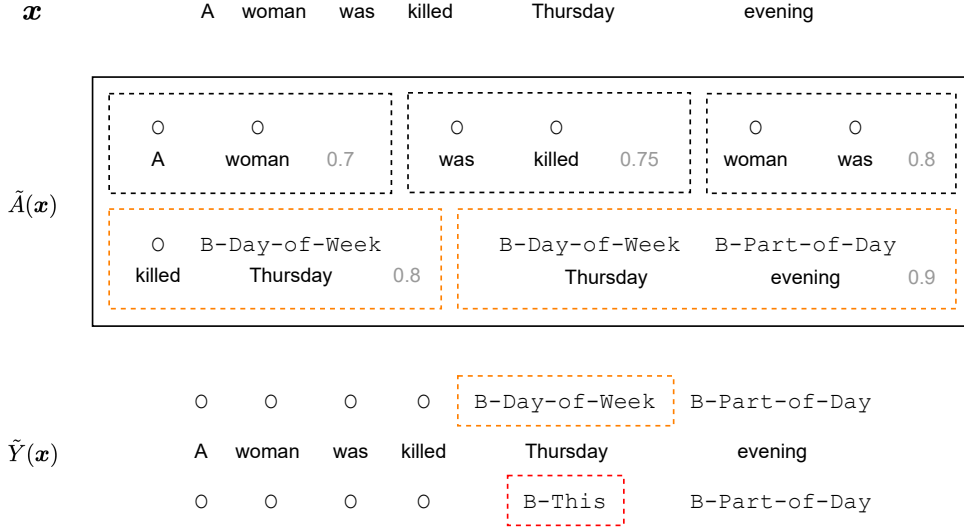 x A woman was killed Thursday evening
O O O O O O
A woman 0.7 was killed 0.75 woman was 0.8
Ã(x)
O B-Day-of-Week B-Day-of-Week B-Part-of-Day
killed Thursday 0.8 Thursday evening 0.9
O O O O B-Day-of-Week B-Part-of-Day
Ỹ(x) A woman was killed Thursday evening
O O O O B-This B-Part-of-Day